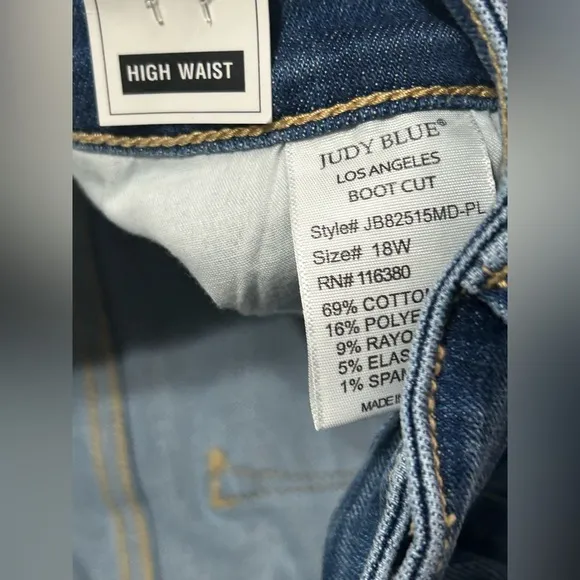 HIGH WAIST
JUDY BLUE®
LOS ANGELES
BOOT CUT
Style# JB82515MD-PL
Size# 18W
RN# 116380
69% COTTO
16% POLYE
9% RAYO
5% ELAS
1% SPAN
MADE IN